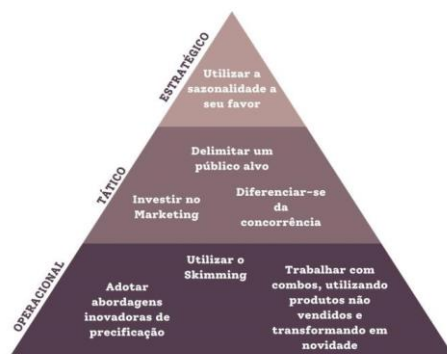 ESTRATÉGICO
Utilizar a
sazonalidade a
seu favor
TÁTICO
Delimitar um
público alvo
Investir no
Marketing
Diferenciar-se
da
concorrência
OPERACIONAL
Utilizar o
Skimming
Adotar
abordagens
inovadoras de
precificação
Trabalhar com
combos, utilizando
produtos não
vendidos e
transformando em
novidade